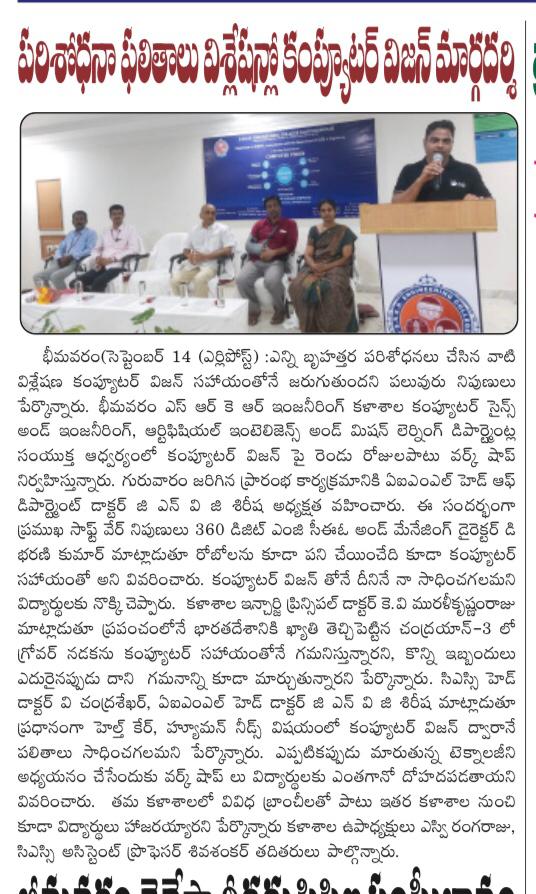 పరిశోధనా ఫలితాలు విశ్లేషన్లో కంప్యూటర్ విజన్ మార్గదర్శి
COMPUTER VISION
భీమవరం(సెప్టెంబర్ 14 (ఎర్లిపోస్ట్) :ఎన్ని బృహత్తర పరిశోధనలు చేసిన వాటి
విశ్లేషణ కంప్యూటర్ విజన్ సహాయంతోనే జరుగుతుందని పలువురు నిపుణులు
పేర్కొన్నారు. భీమవరం ఎస్ ఆర్ కె ఆర్ ఇంజనీరింగ్ కళాశాల కంప్యూటర్ సైన్స్
అండ్ ఇంజనీరింగ్, ఆర్టిఫిషియల్ ఇంటెలిజెన్స్ అండ్ మిషన్ లెర్నింగ్ డిపార్ట్మెంట్ల
సంయుక్త ఆధ్వర్యంలో కంప్యూటర్ విజన్ పై రెండు రోజులపాటు వర్క్ షాప్
నిర్వహిస్తున్నారు. గురువారం జరిగిన ప్రారంభ కార్యక్రమానికి ఏఐఎంఎల్ హెడ్ ఆఫ్
డిపార్ట్మెంట్ డాక్టర్ జి ఎన్ వి జి శిరీష అధ్యక్షత వహించారు. ఈ సందర్భంగా
ప్రముఖ సాఫ్ట్ వేర్ నిపుణులు 360 డిజిట్ ఎంజి సీఈఓ అండ్ మేనేజింగ్ డైరెక్టర్ డి
భరణి కుమార్ మాట్లాడుతూ రోబోలను కూడా పని చేయించేది కూడా కంప్యూటర్
సహాయంతో అని వివరించారు. కంప్యూటర్ విజన్ తోనే దీనినే నా సాధించగలమని
విద్యార్థులకు నొక్కి చెప్పారు. కళాశాల ఇన్చార్జి ప్రిన్సిపల్ డాక్టర్ కె.వి మురళీకృష్ణంరాజు
మాట్లాడుతూ ప్రపంచంలోనే భారతదేశానికి ఖ్యాతి తెచ్చిపెట్టిన చంద్రయాన్-3 లో
గ్రోవర్ నడకను కంప్యూటర్ సహాయంతోనే గమనిస్తున్నారని, కొన్ని ఇబ్బందులు
ఎదురైనప్పుడు దాని గమనాన్ని కూడా మార్చుతున్నారని పేర్కొన్నారు. సిఎస్సి హెడ్
డాక్టర్ వి చంద్రశేఖర్, ఏఐఎంఎల్ హెడ్ డాక్టర్ జి ఎన్ వి జి శిరీష మాట్లాడుతూ
ప్రధానంగా హెల్త్ కేర్, హ్యూమన్ నీడ్స్ విషయంలో కంప్యూటర్ విజన్ ద్వారానే
పలితాలు సాధించగలమని పేర్కొన్నారు. ఎప్పటికప్పుడు మారుతున్న టెక్నాలజీని
అధ్యయనం చేసేందుకు వర్క్ షాప్ లు విద్యార్థులకు ఎంతగానో దోహదపడతాయని
వివరించారు. తమ కళాశాలలో వివిధ బ్రాంచీలతో పాటు ఇతర కళాశాల నుంచి
కూడా విద్యార్థులు హాజరయ్యారని పేర్కొన్నారు కళాశాల ఉపాధ్యక్షులు ఎస్వి రంగరాజు,
సిఎస్సి అసిస్టెంట్ ప్రొఫెసర్ శివశంకర్ తదితరులు పాల్గొన్నారు.